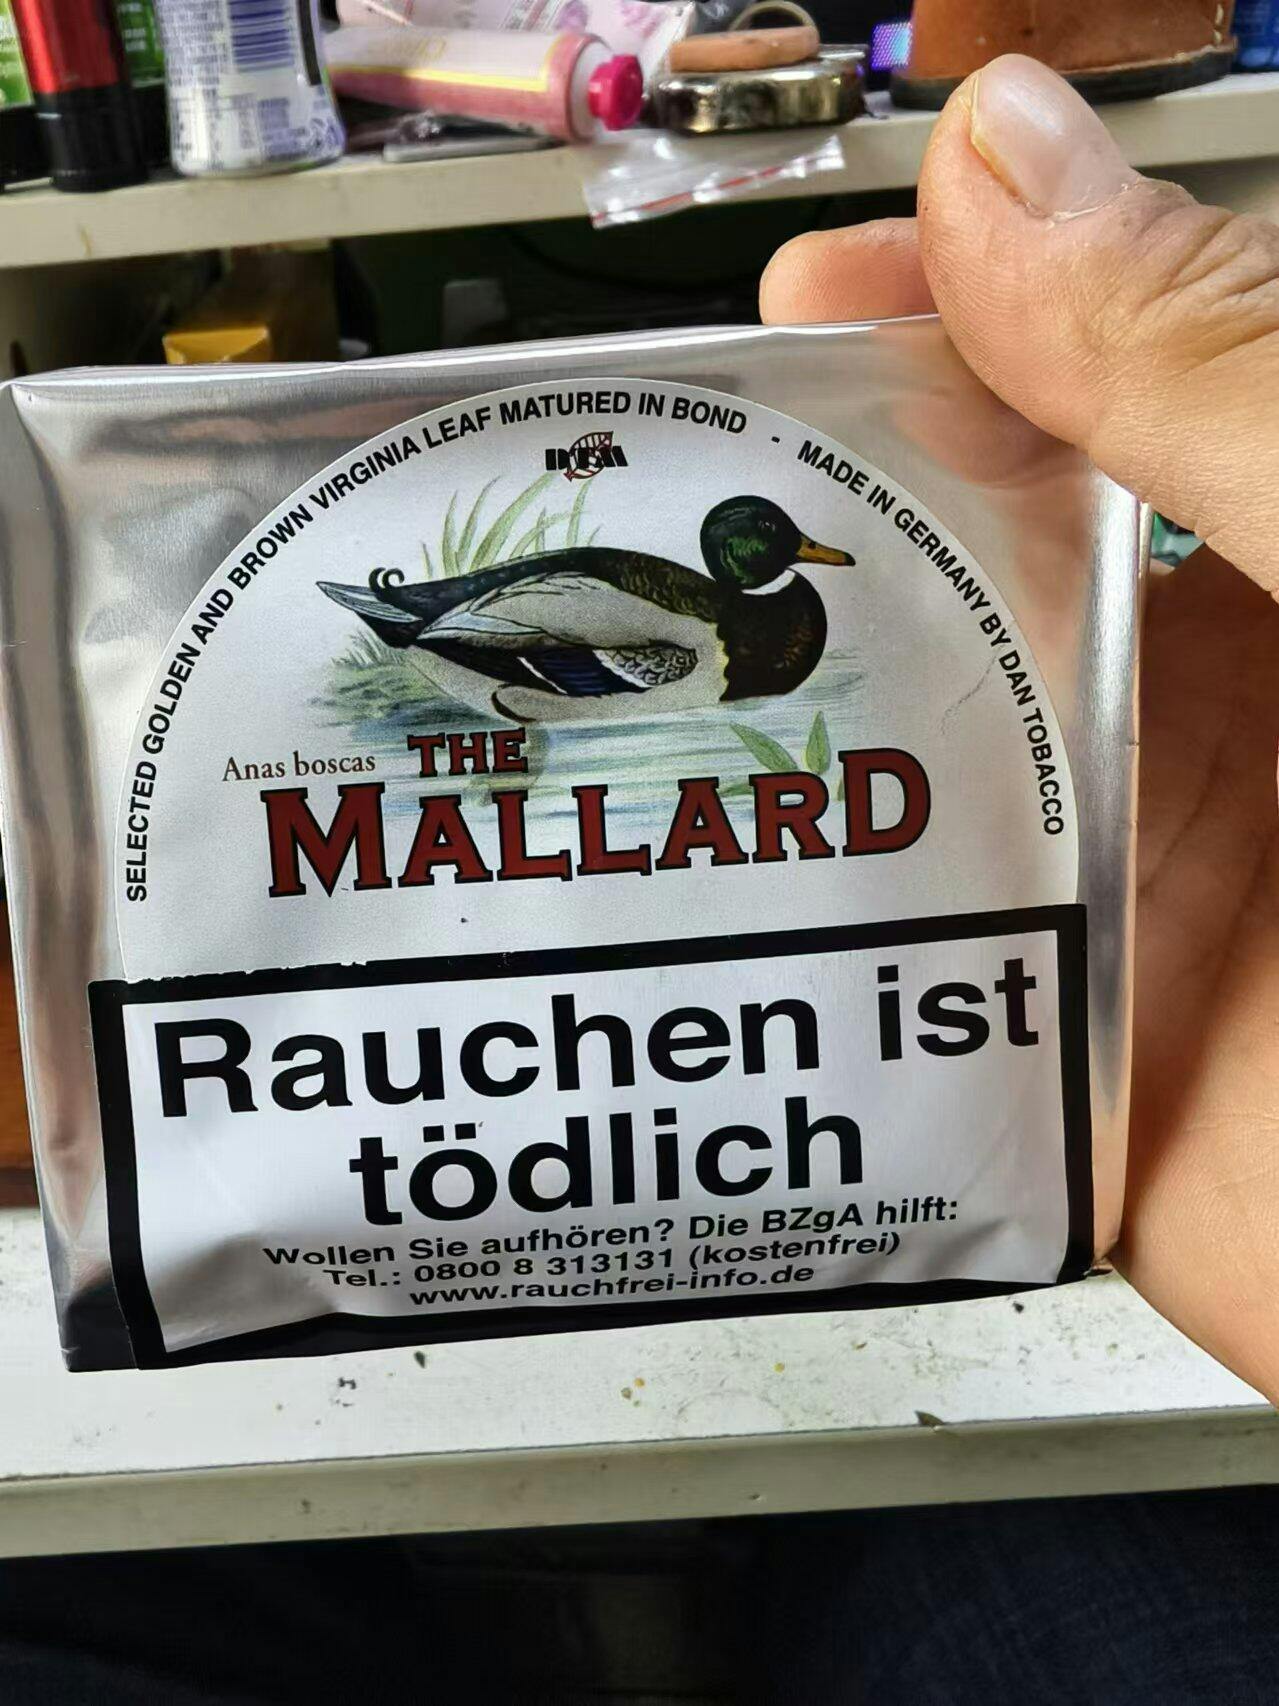 SELECTED GOLDEN AND BROWN VIRGINIA LEAF MATURED IN BOND - MADE IN GERMANY BY DAN TOBACCO
Anas boscas THE
MALLARD
Rauchen ist
tödlich
Wollen Sie aufhören? Die BZgA hilft:
Tel.: 0800 8 313131 (kostenfrei)
www.rauchfrei-info.de